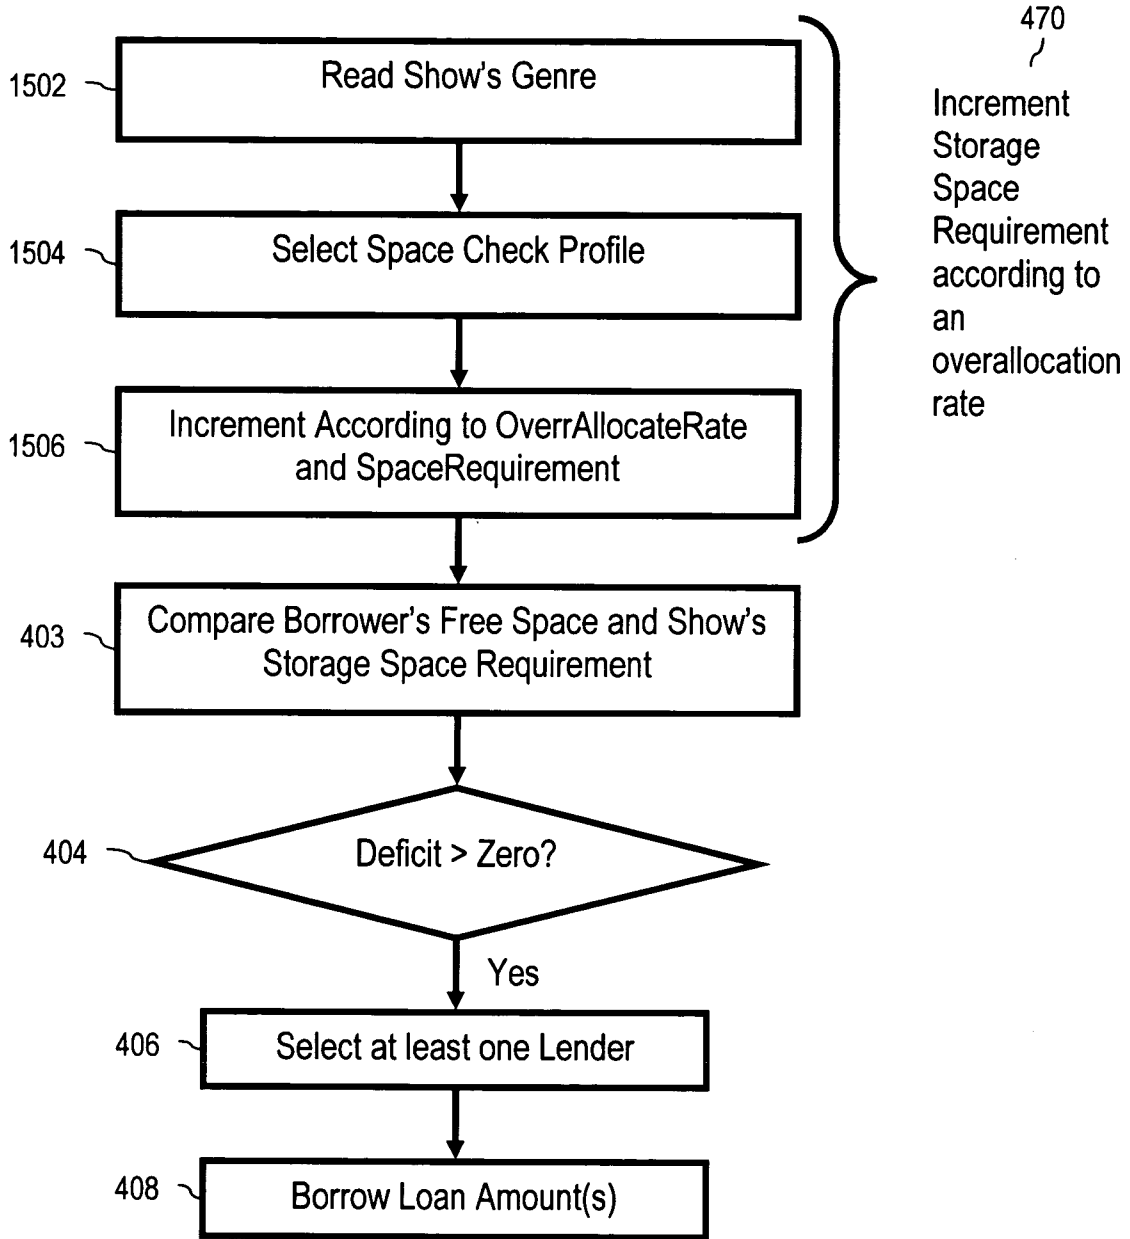 470
1502
Read Show's Genre
Increment
Storage
Space
Requirement
according to
an
overallocation
rate
1504
Select Space Check Profile
1506
Increment According to OverrAllocateRate
and SpaceRequirement
403
Compare Borrower's Free Space and Show's
Storage Space Requirement
404
Deficit > Zero?
Yes
406
Select at least one Lender
408
Borrow Loan Amount(s)